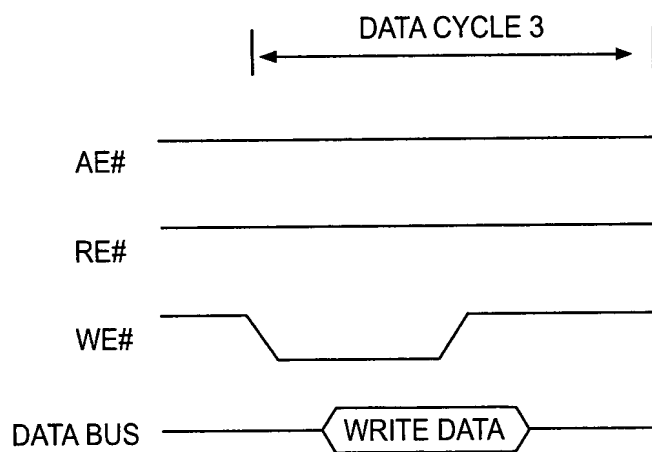 DATA CYCLE 3
AE#
RE#
WE#
DATA BUS
WRITE DATA